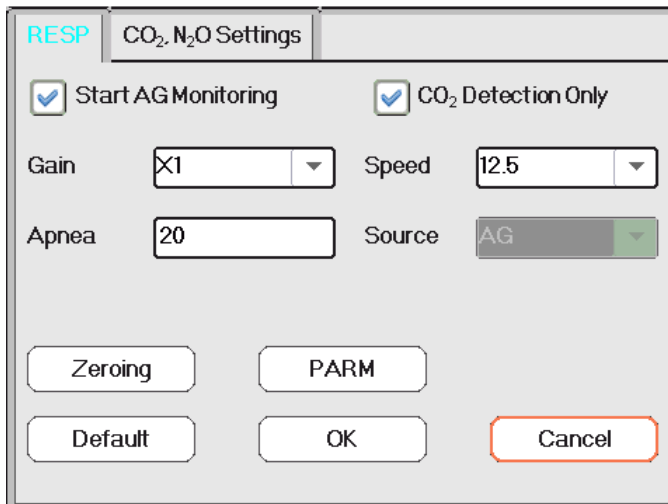 RESP CO₂, N₂O Settings
Start AG Monitoring CO₂ Detection Only
Gain X1 Speed 12.5
Apnea 20 Source AG
Zeroing PARM
Default OK Cancel